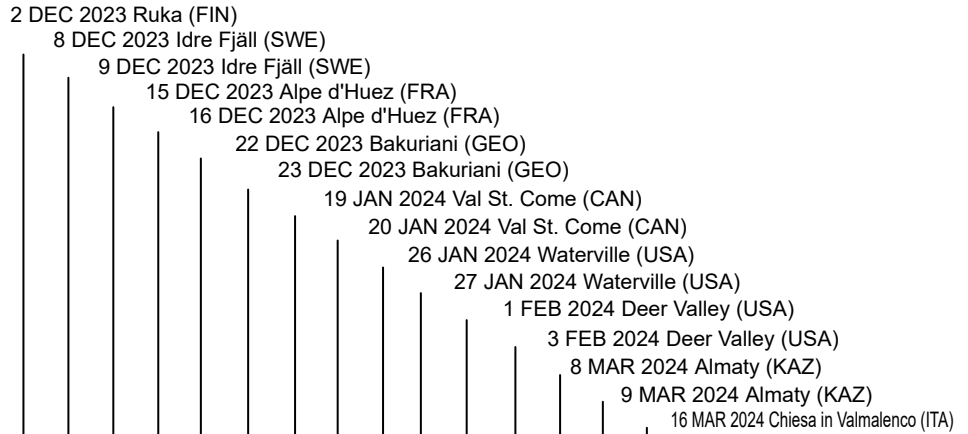 2 DEC 2023 Ruka (FIN)
8 DEC 2023 Idre Fjäll (SWE)
9 DEC 2023 Idre Fjäll (SWE)
15 DEC 2023 Alpe d'Huez (FRA)
16 DEC 2023 Alpe d'Huez (FRA)
22 DEC 2023 Bakuriani (GEO)
23 DEC 2023 Bakuriani (GEO)
19 JAN 2024 Val St. Come (CAN)
20 JAN 2024 Val St. Come (CAN)
26 JAN 2024 Waterville (USA)
27 JAN 2024 Waterville (USA)
1 FEB 2024 Deer Valley (USA)
3 FEB 2024 Deer Valley (USA)
8 MAR 2024 Almaty (KAZ)
9 MAR 2024 Almaty (KAZ)
16 MAR 2024 Chiesa in Valmalenco (ITA)